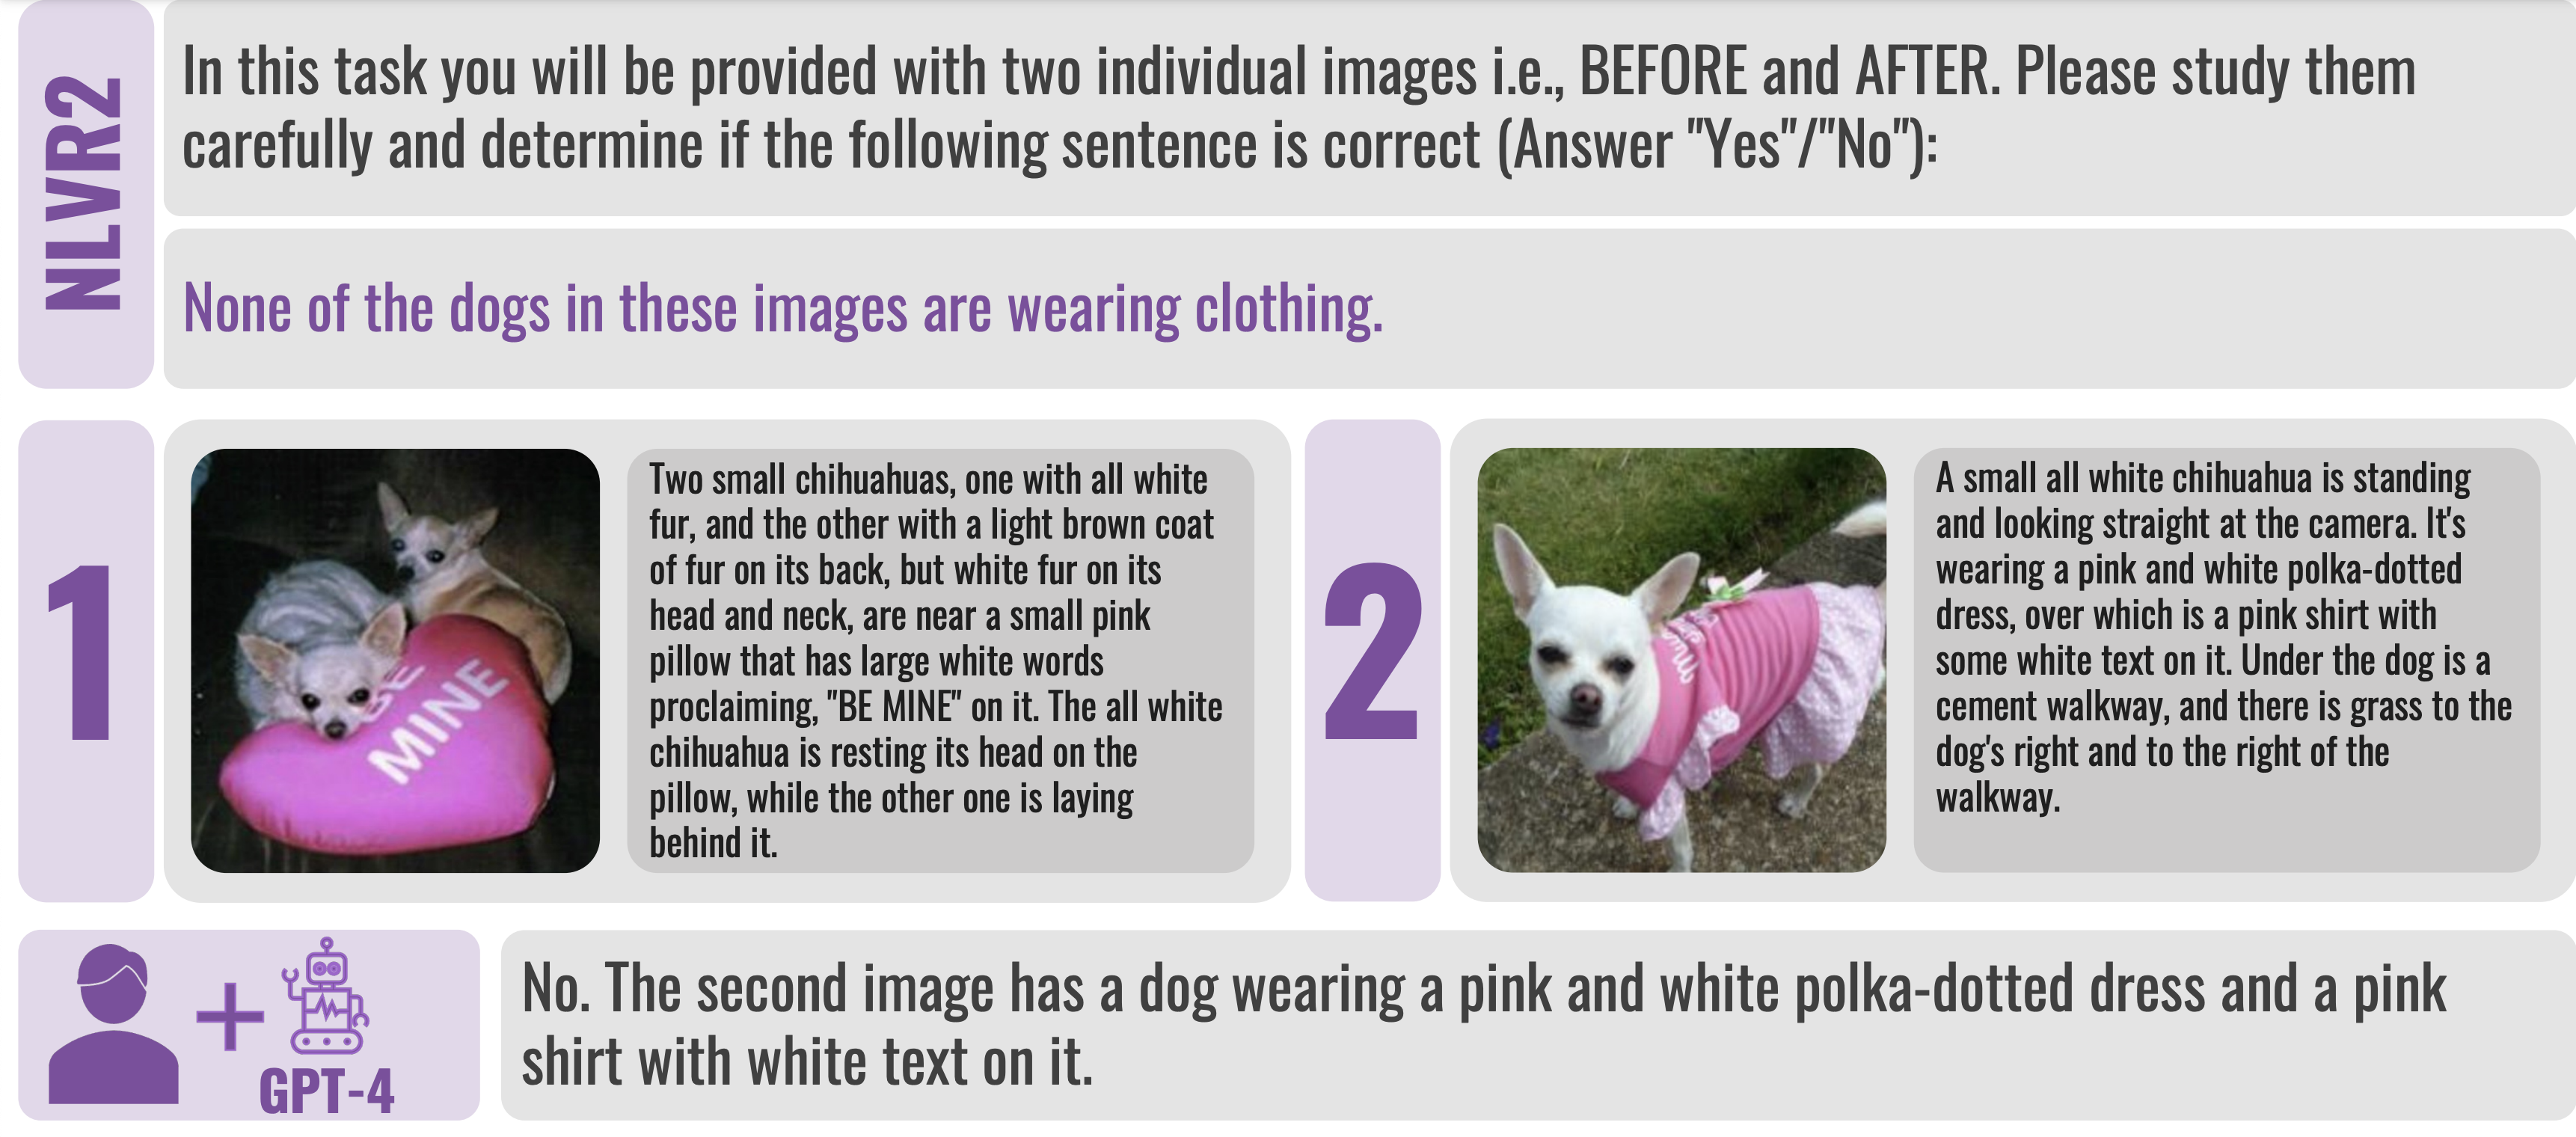 NLVR2
In this task you will be provided with two individual images i.e., BEFORE and AFTER. Please study them
carefully and determine if the following sentence is correct (Answer "Yes"/"No"):
None of the dogs in these images are wearing clothing.
1
BE
MINE
Two small chihuahuas, one with all white
fur, and the other with a light brown coat
of fur on its back, but white fur on its
head and neck, are near a small pink
pillow that has large white words
proclaiming, "BE MINE" on it. The all white
chihuahua is resting its head on the
pillow, while the other one is laying
behind it.
2
A small all white chihuahua is standing
and looking straight at the camera. It's
wearing a pink and white polka-dotted
dress, over which is a pink shirt with
some white text on it. Under the dog is a
cement walkway, and there is grass to the
dog's right and to the right of the
walkway.
GPT-4
No. The second image has a dog wearing a pink and white polka-dotted dress and a pink
shirt with white text on it.